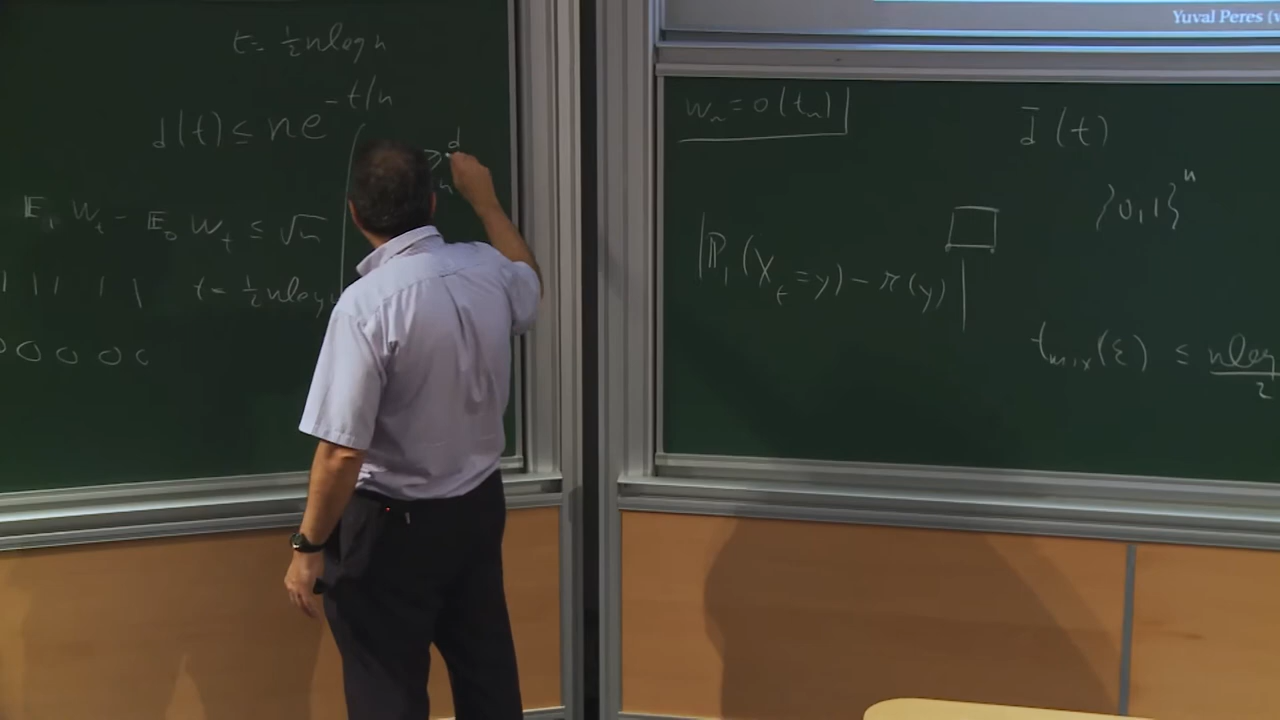 t = ½ n log n
d(t) ≤ n e^{-t/n}
≥ d
n
E₁ W_t - E₀ W_t ≤ √n
1 1 1 1 1
t = ½ n log n
0 0 0 0 0
Yuval Peres (
w_n = o(t_n)
d̄(t)
{0,1}^n
|P₁(X_t = y) - π(y)|
t_mix(ε) ≤ n log
2